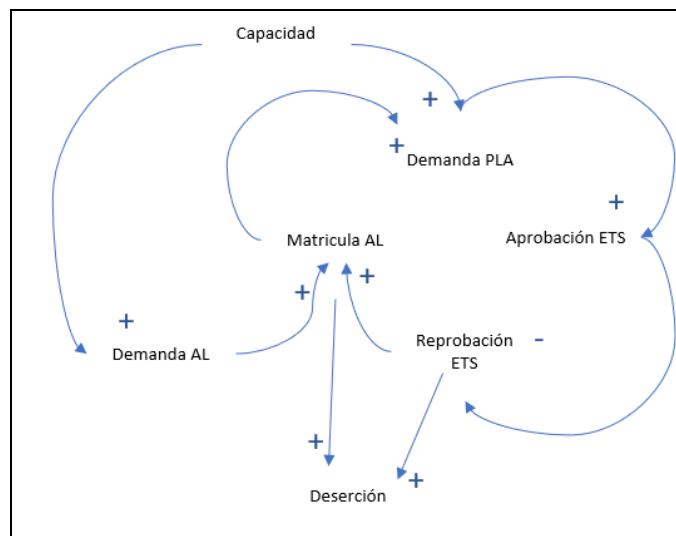 Capacidad
+
+
Demanda PLA
+
Matricula AL
Aprobación ETS
+
+
+
Demanda AL
Reprobación
ETS
-
+
+
Deserción